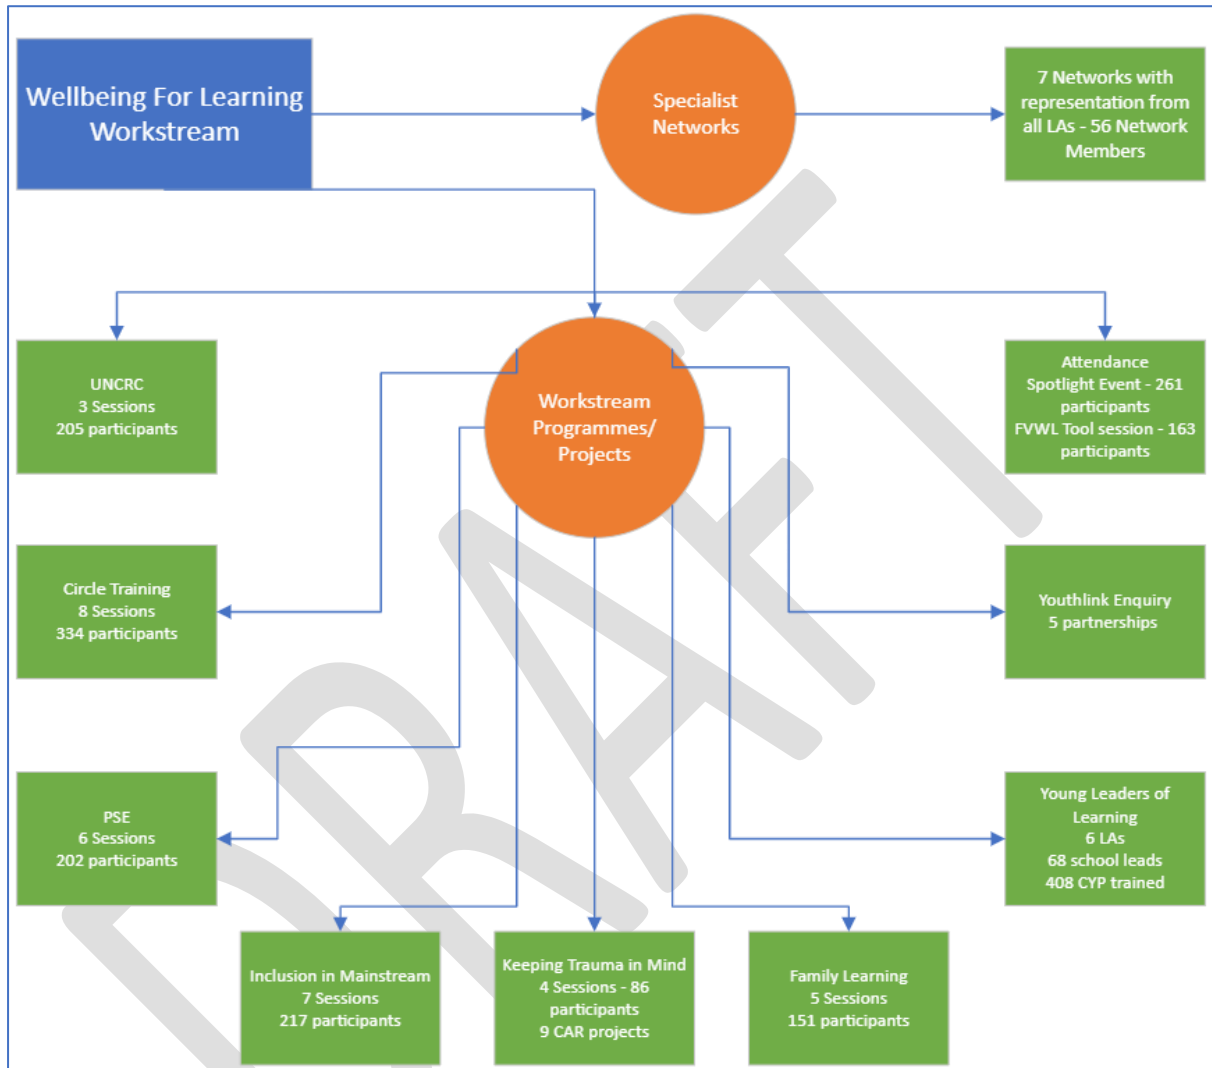 Wellbeing For Learning
Workstream
Specialist
Networks
7 Networks with
representation from
all LAs - 56 Network
Members
UNCRC
3 Sessions
205 participants
Workstream
Programmes/
Projects
Attendance
Spotlight Event - 261
participants
FVWL Tool session - 163
participants
Circle Training
8 Sessions
334 participants
Youthlink Enquiry
5 partnerships
PSE
6 Sessions
202 participants
Young Leaders of
Learning
6 LAs
68 school leads
408 CYP trained
Inclusion in Mainstream
7 Sessions
217 participants
Keeping Trauma in Mind
4 Sessions - 86
participants
9 CAR projects
Family Learning
5 Sessions
151 participants
DRAFT